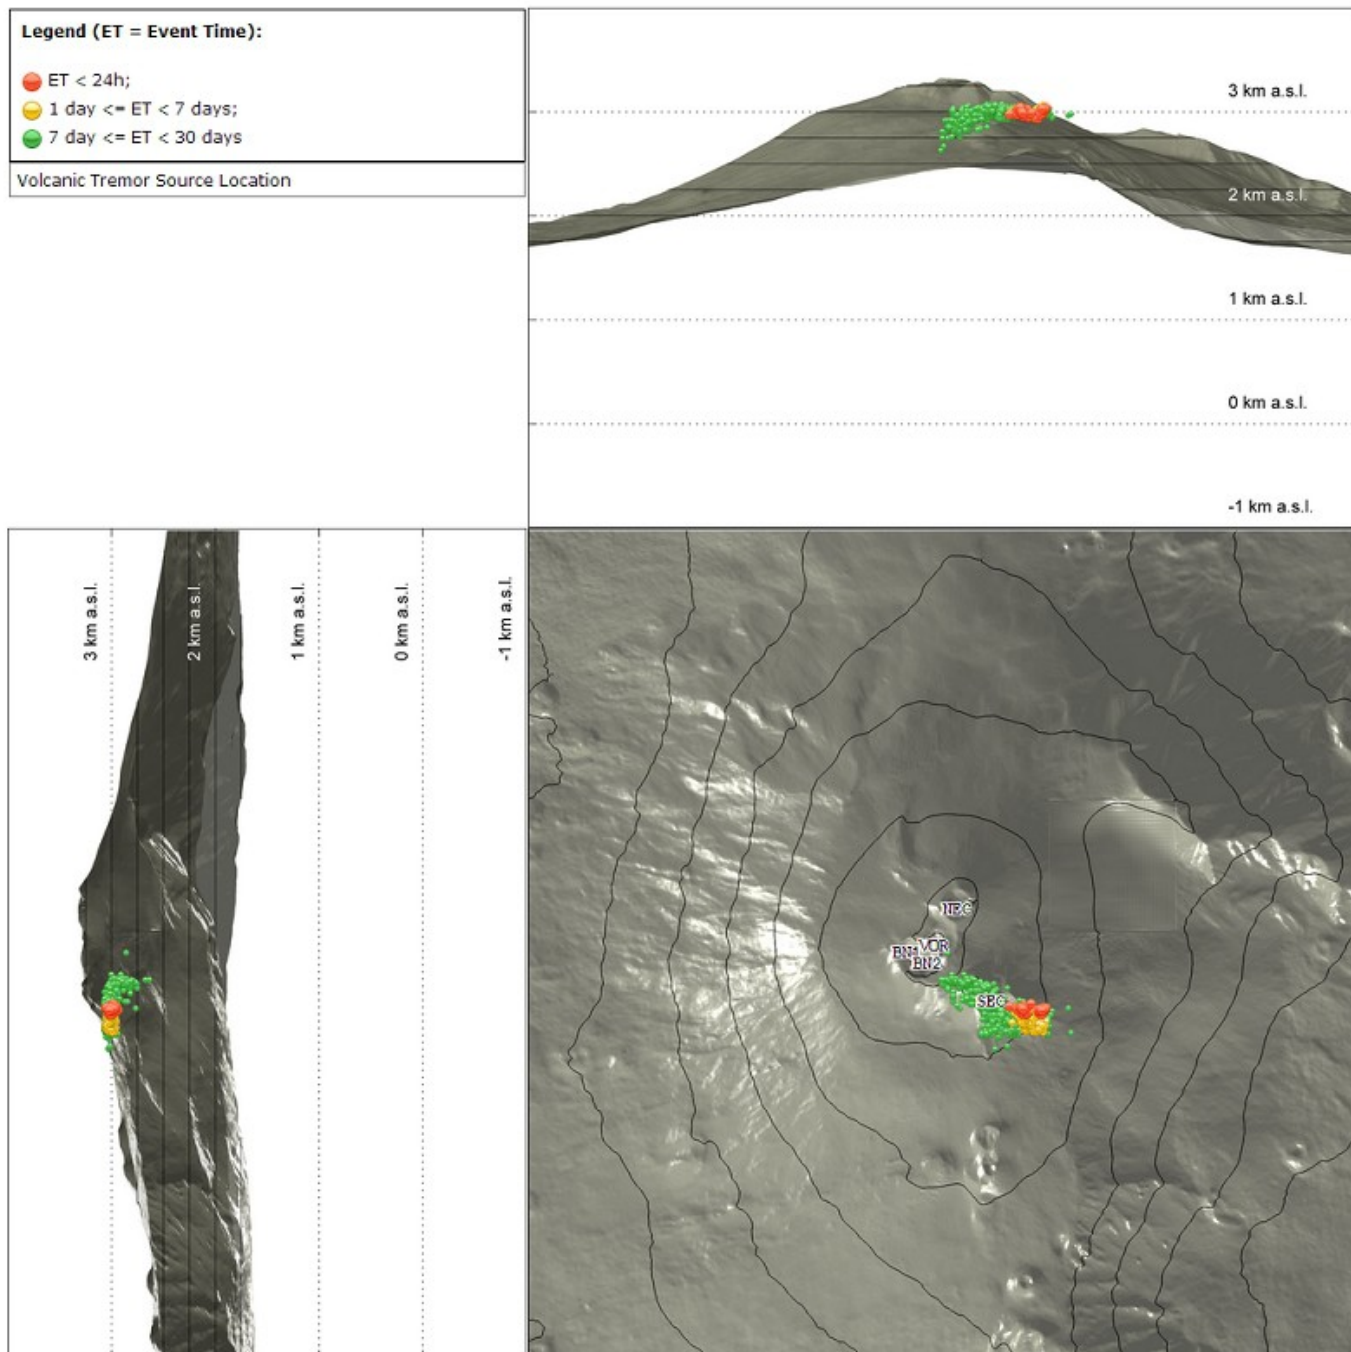 Legend (ET = Event Time):
ET < 24h;
1 day <= ET < 7 days;
7 day <= ET < 30 days
Volcanic Tremor Source Location
3 km a.s.l.
2 km a.s.l.
1 km a.s.l.
0 km a.s.l.
-1 km a.s.l.
3 km a.s.l.
2 km a.s.l.
1 km a.s.l.
0 km a.s.l.
-1 km a.s.l.
NEC
VOR
BN1
BN2
SEC